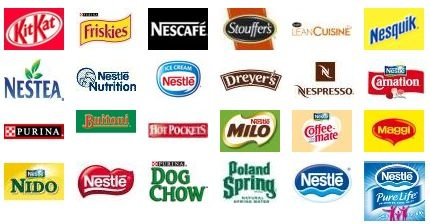 KitKat
PURINA
Friskies
NESCAFÉ
Stouffer's
LEAN CUISINE
Nesquik
NESTEA
Nestlé
Nutrition
ICE CREAM
Nestlé
Dreyer's
N
NESPRESSO
Nestlé
Carnation
PURINA
Buitoni
HOT POCKETS
Nestlé
MILO
Nestlé
Coffee-
mate
Maggi
Nestlé
NIDO
Nestlé
PURINA
DOG
CHOW
Poland
Spring
NATURAL
SPRING WATER
Nestlé
Nestlé
Pure Life